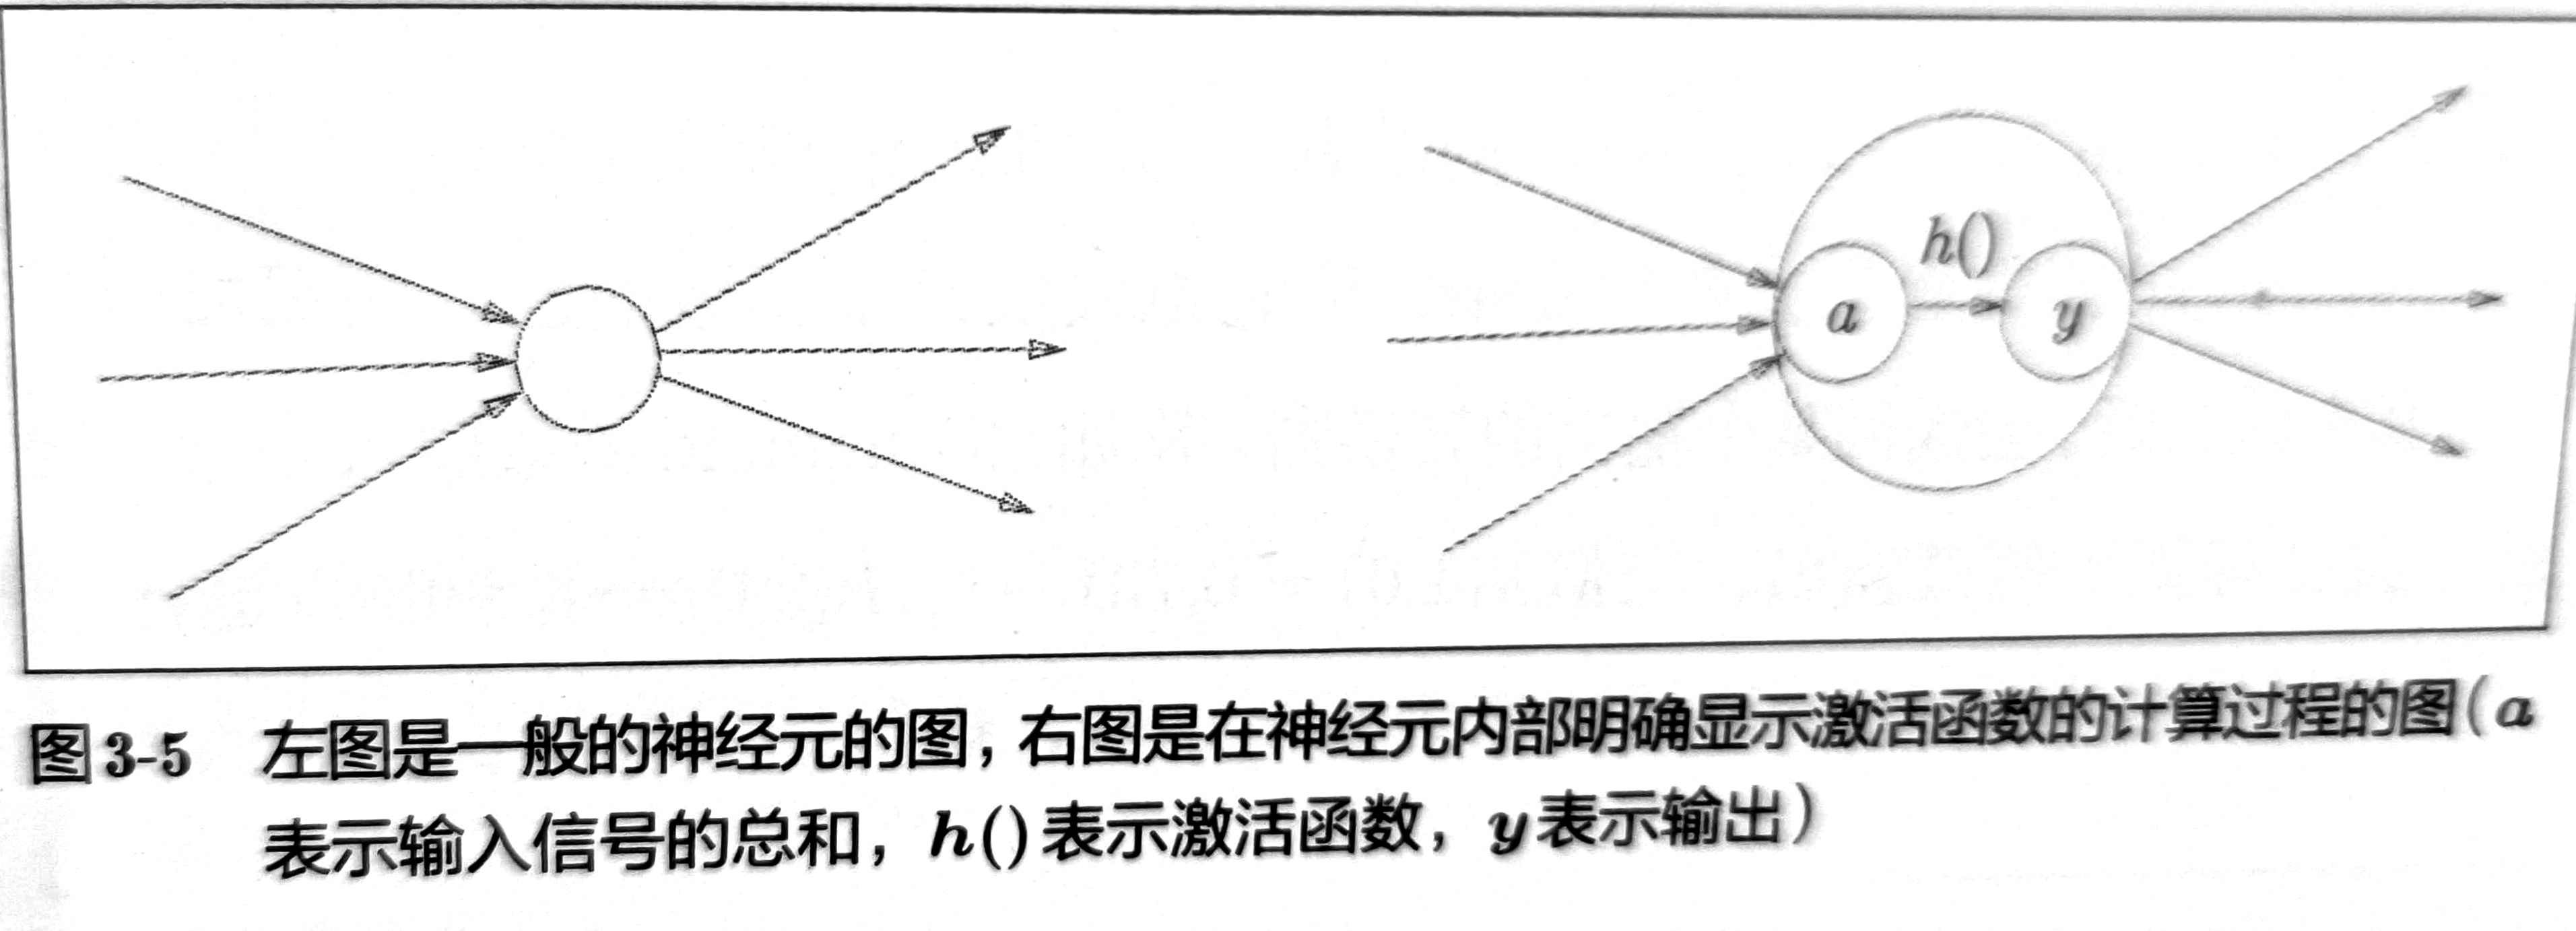 h()
a
y
图3-5 左图是一般的神经元的图，右图是在神经元内部明确显示激活函数的计算过程的图(a
表示输入信号的总和，h()表示激活函数，y表示输出)